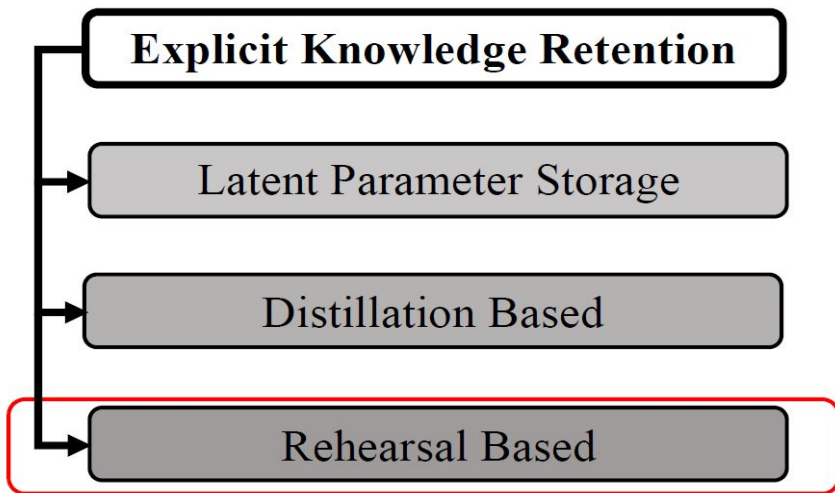 Explicit Knowledge Retention
Latent Parameter Storage
Distillation Based
Rehearsal Based